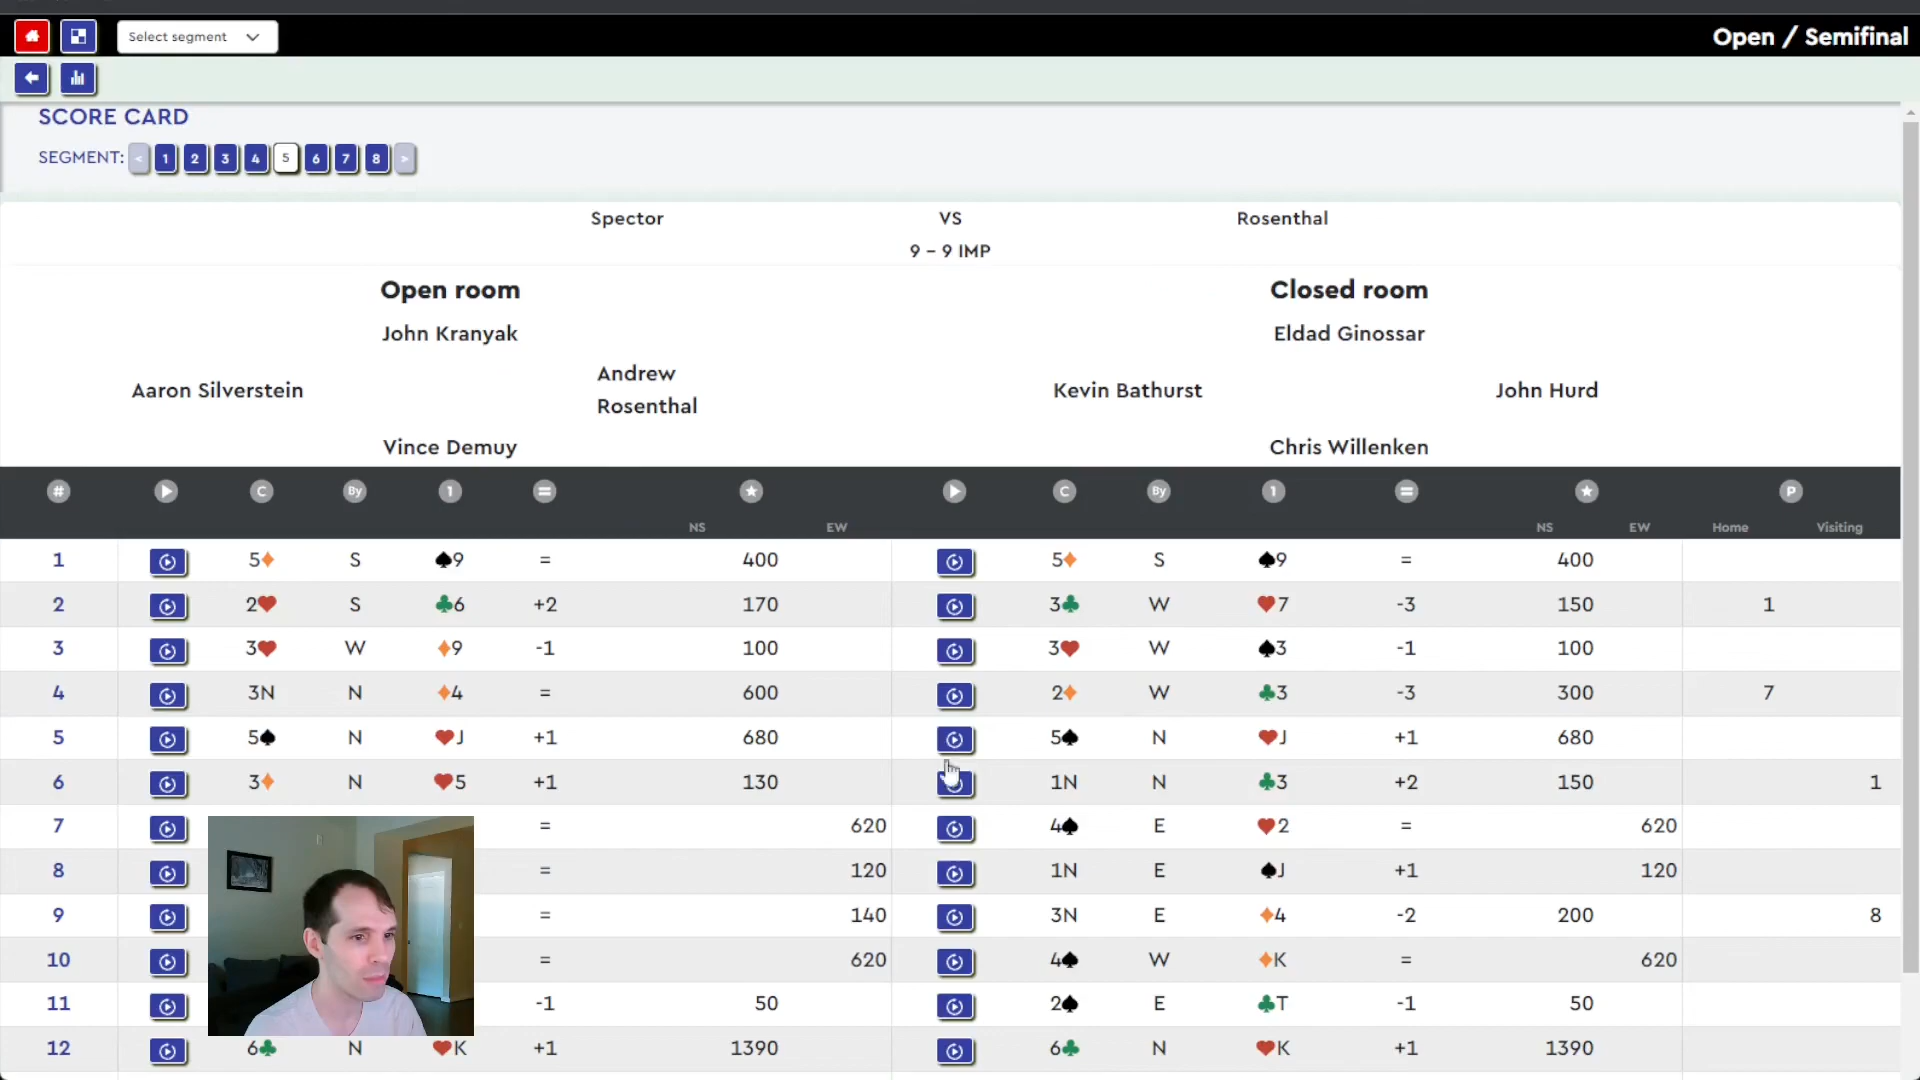 Select segment
Open / Semifinal
SCORE CARD
SEGMENT: < 1 2 3 4 5 6 7 8 >
Spector VS Rosenthal
9 – 9 IMP
Open room Closed room
John Kranyak Eldad Ginossar
Aaron Silverstein Andrew Rosenthal Kevin Bathurst John Hurd
Vince Demuy Chris Willenken
# C By 1 = ★ C By 1 = ★ P
NS EW NS EW Home Visiting
1 5♦ S ♠9 = 400 5♦ S ♠9 = 400
2 2♥ S ♣6 +2 170 3♣ W ♥7 -3 150 1
3 3♥ W ♦9 -1 100 3♥ W ♠3 -1 100
4 3N N ♦4 = 600 2♦ W ♣3 -3 300 7
5 5♠ N ♥J +1 680 5♠ N ♥J +1 680
6 3♦ N ♥5 +1 130 1N N ♣3 +2 150 1
7 = 620 4♠ E ♥2 = 620
8 = 120 1N E ♠J +1 120
9 = 140 3N E ♦4 -2 200 8
10 = 620 4♠ W ♦K = 620
11 -1 50 2♠ E ♣T -1 50
12 6♣ N ♥K +1 1390 6♣ N ♥K +1 1390